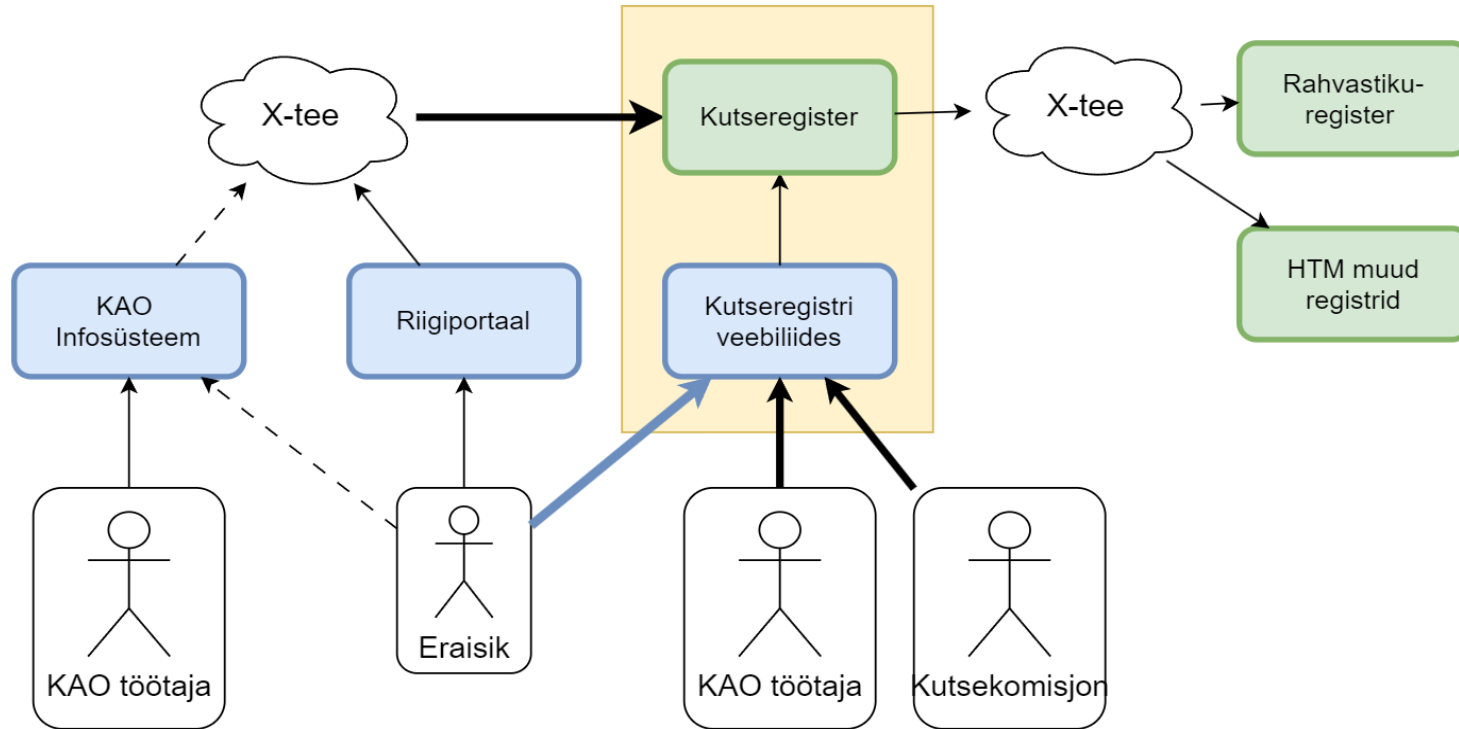 X-tee
Kutseregister
X-tee
Rahvastiku-
register
HTM muud
registrid
KAO
Infosüsteem
Riigiportaal
Kutseregistri
veebiliides
KAO töötaja
Eraisik
KAO töötaja
Kutsekomisjon